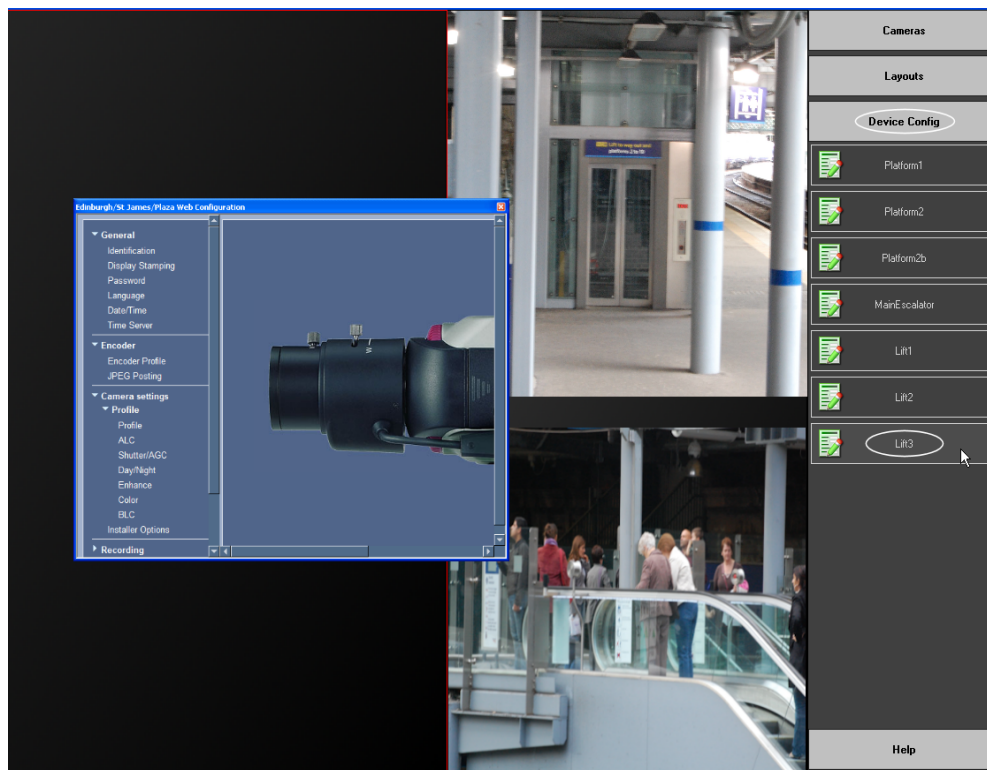 Cameras
Layouts
Device Config
Platform1
Platform2
Platform2b
MainEscalator
Lift1
Lift2
Lift3
Help
Edinburgh/St James/Plaza Web Configuration
General
Identification
Display Stamping
Password
Language
Date/Time
Time Server
Encoder
Encoder Profile
JPEG Posting
Camera settings
Profile
Profile
ALC
Shutter/AGC
Day/Night
Enhance
Color
BLC
Installer Options
Recording
W